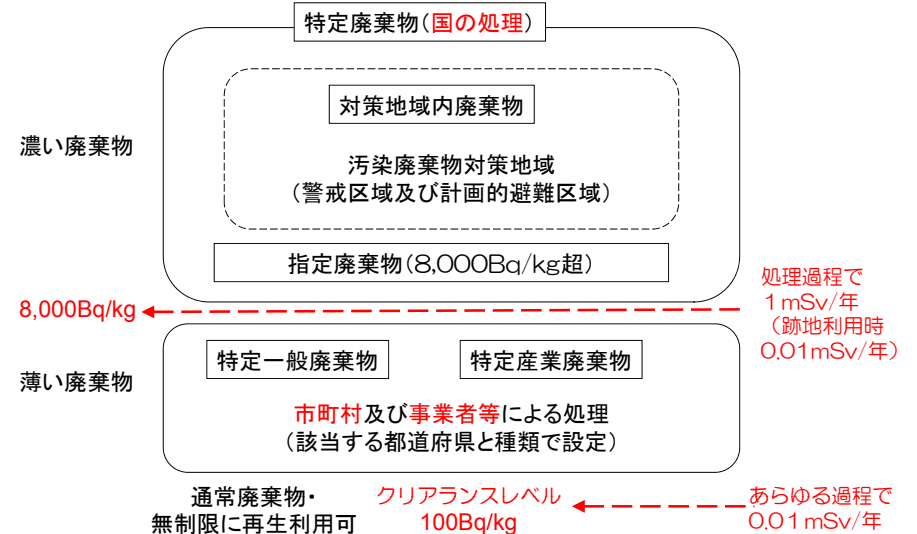 特定廃棄物(国の処理)
対策地域内廃棄物
濃い廃棄物
汚染廃棄物対策地域
(警戒区域及び計画的避難区域)
指定廃棄物(8,000Bq/kg超)
8,000Bq/kg
処理過程で
1mSv/年
(跡地利用時
0.01mSv/年)
特定一般廃棄物
特定産業廃棄物
薄い廃棄物
市町村及び事業者等による処理
(該当する都道府県と種類で設定)
通常廃棄物・
無制限に再生利用可
クリアランスレベル
100Bq/kg
あらゆる過程で
0.01mSv/年